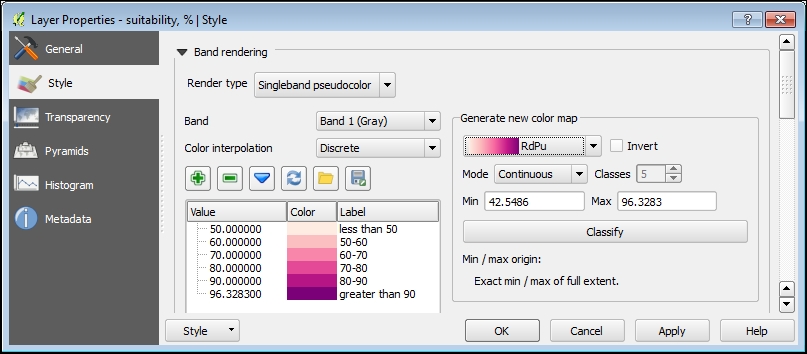 Layer Properties - suitability, % | Style
General
Style
Transparency
Pyramids
Histogram
Metadata
Band rendering
Render type Singleband pseudocolor
Band Band 1 (Gray)
Color interpolation Discrete
Value Color Label
50.000000 less than 50
60.000000 50-60
70.000000 60-70
80.000000 70-80
90.000000 80-90
96.328300 greater than 90
Generate new color map
RdPu Invert
Mode Continuous Classes 5
Min 42.5486 Max 96.3283
Classify
Min / max origin:
Exact min / max of full extent.
Style OK Cancel Apply Help